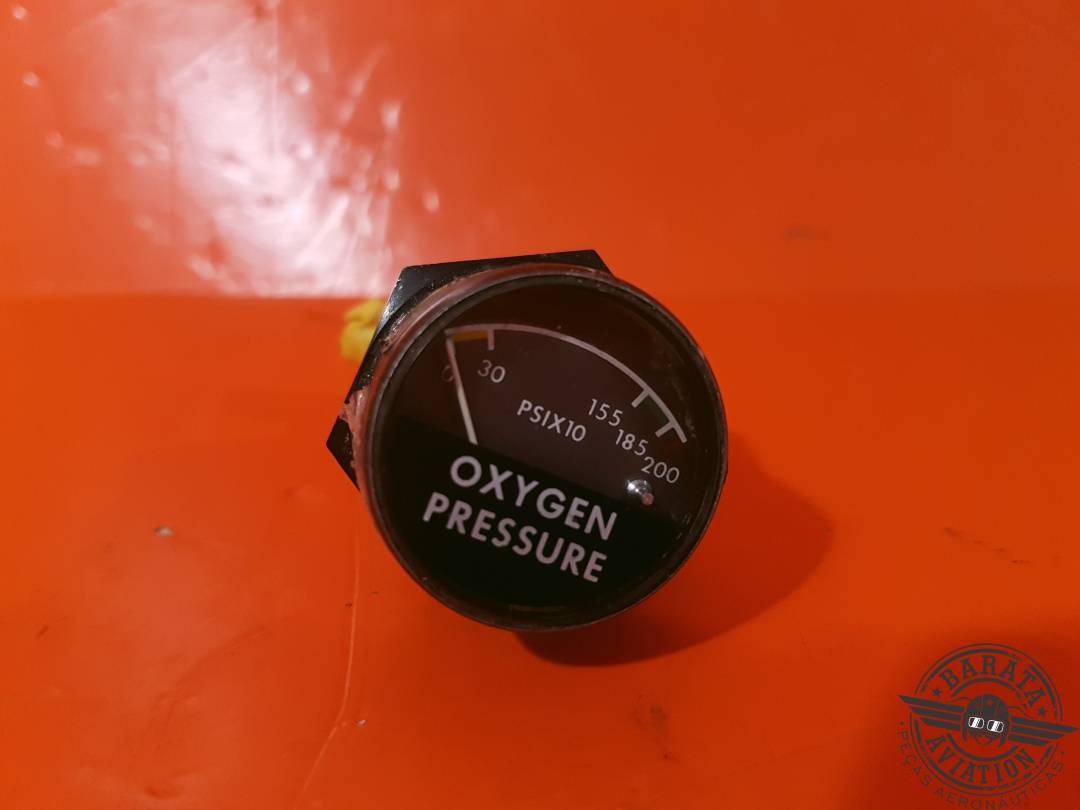 0
30
155
185
200
PSIX10
OXYGEN
PRESSURE
BARATA
AVIATION
PEÇAS AERONÁUTICAS